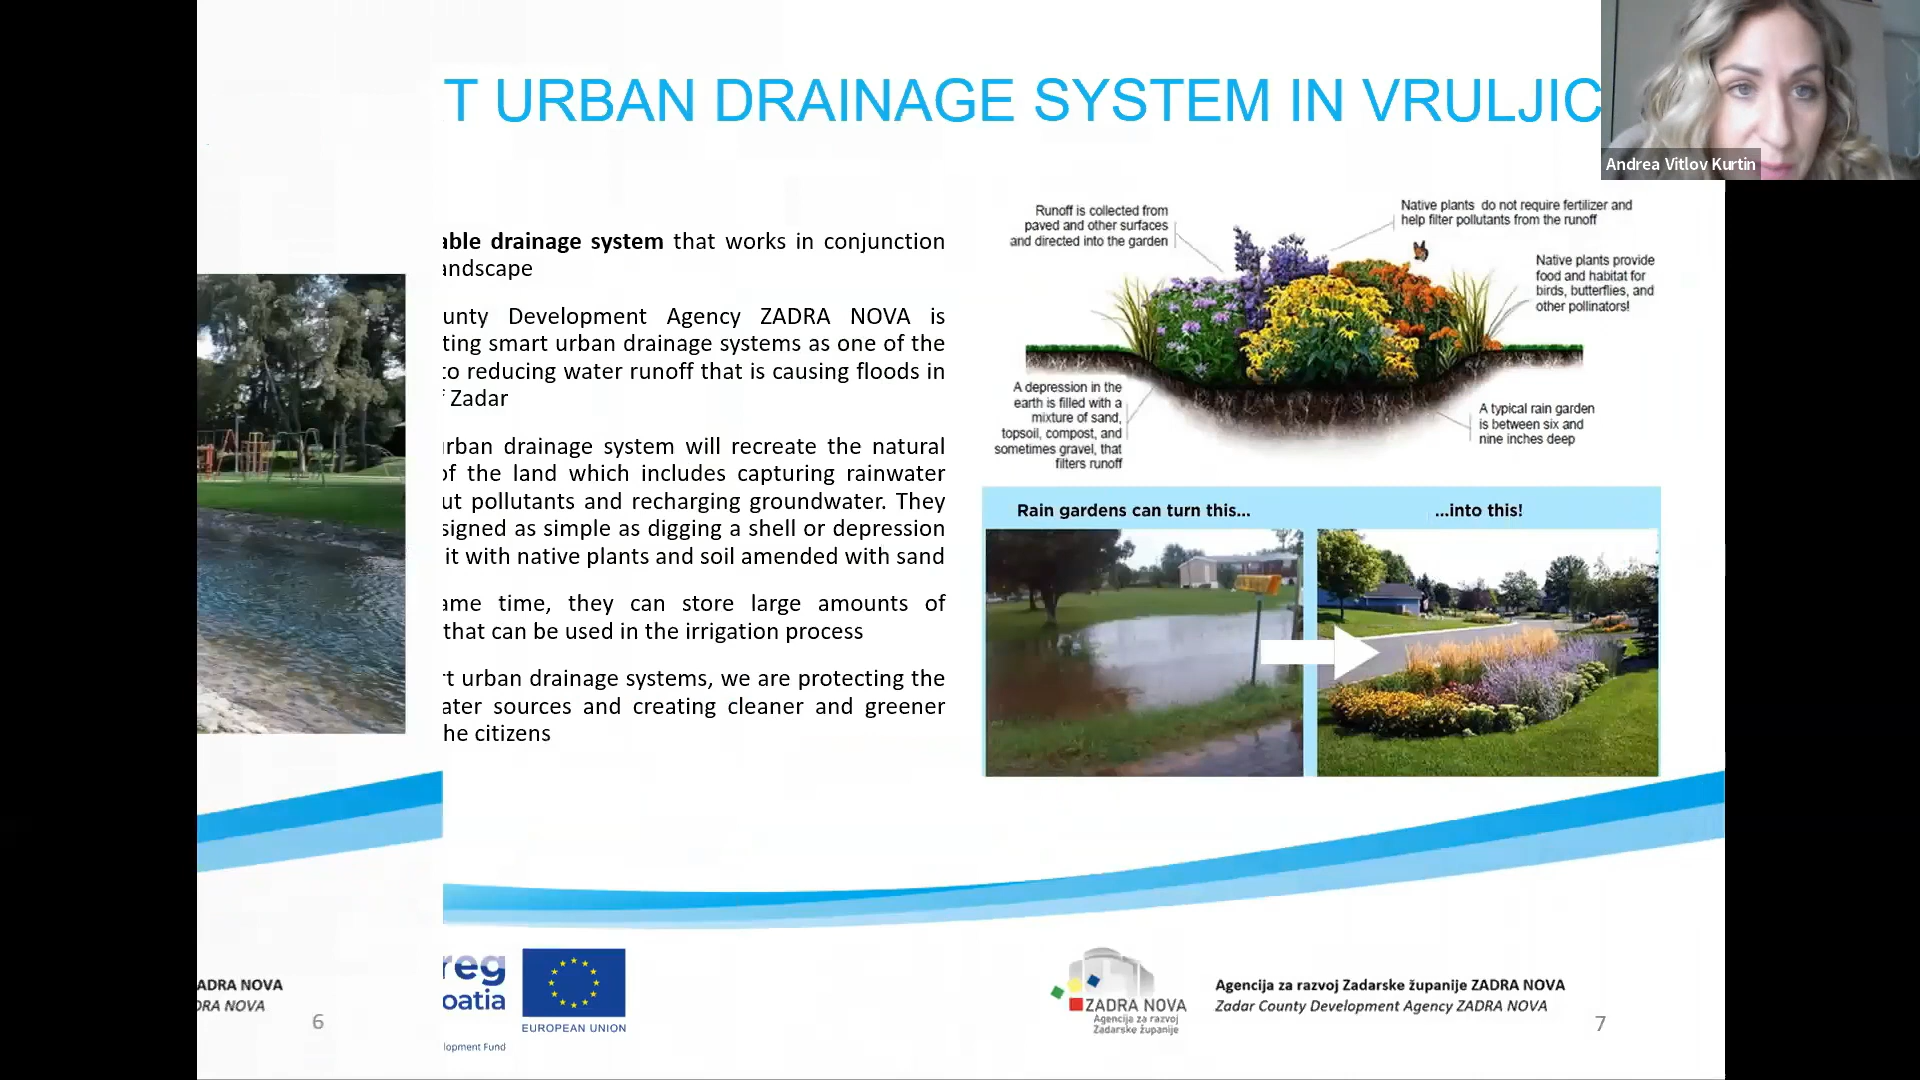 T URBAN DRAINAGE SYSTEM IN VRULJIC
Andrea Vitlov Kurtin
able drainage system that works in conjunction
andscape
unty Development Agency ZADRA NOVA is
ting smart urban drainage systems as one of the
to reducing water runoff that is causing floods in
f Zadar
urban drainage system will recreate the natural
of the land which includes capturing rainwater
ut pollutants and recharging groundwater. They
signed as simple as digging a shell or depression
it with native plants and soil amended with sand
ame time, they can store large amounts of
that can be used in the irrigation process
rt urban drainage systems, we are protecting the
ater sources and creating cleaner and greener
he citizens
Runoff is collected from
paved and other surfaces
and directed into the garden
Native plants do not require fertilizer and
help filter pollutants from the runoff
Native plants provide
food and habitat for
birds, butterflies, and
other pollinators!
A depression in the
earth is filled with a
mixture of sand,
topsoil, compost, and
sometimes gravel, that
filters runoff
A typical rain garden
is between six and
nine inches deep
Rain gardens can turn this...
...into this!
ADRA NOVA
DRA NOVA
6
reg
oatia
EUROPEAN UNION
lopment Fund
ZADRA NOVA
Agencija za razvoj
Zadarske županije
Agencija za razvoj Zadarske županije ZADRA NOVA
Zadar County Development Agency ZADRA NOVA
7